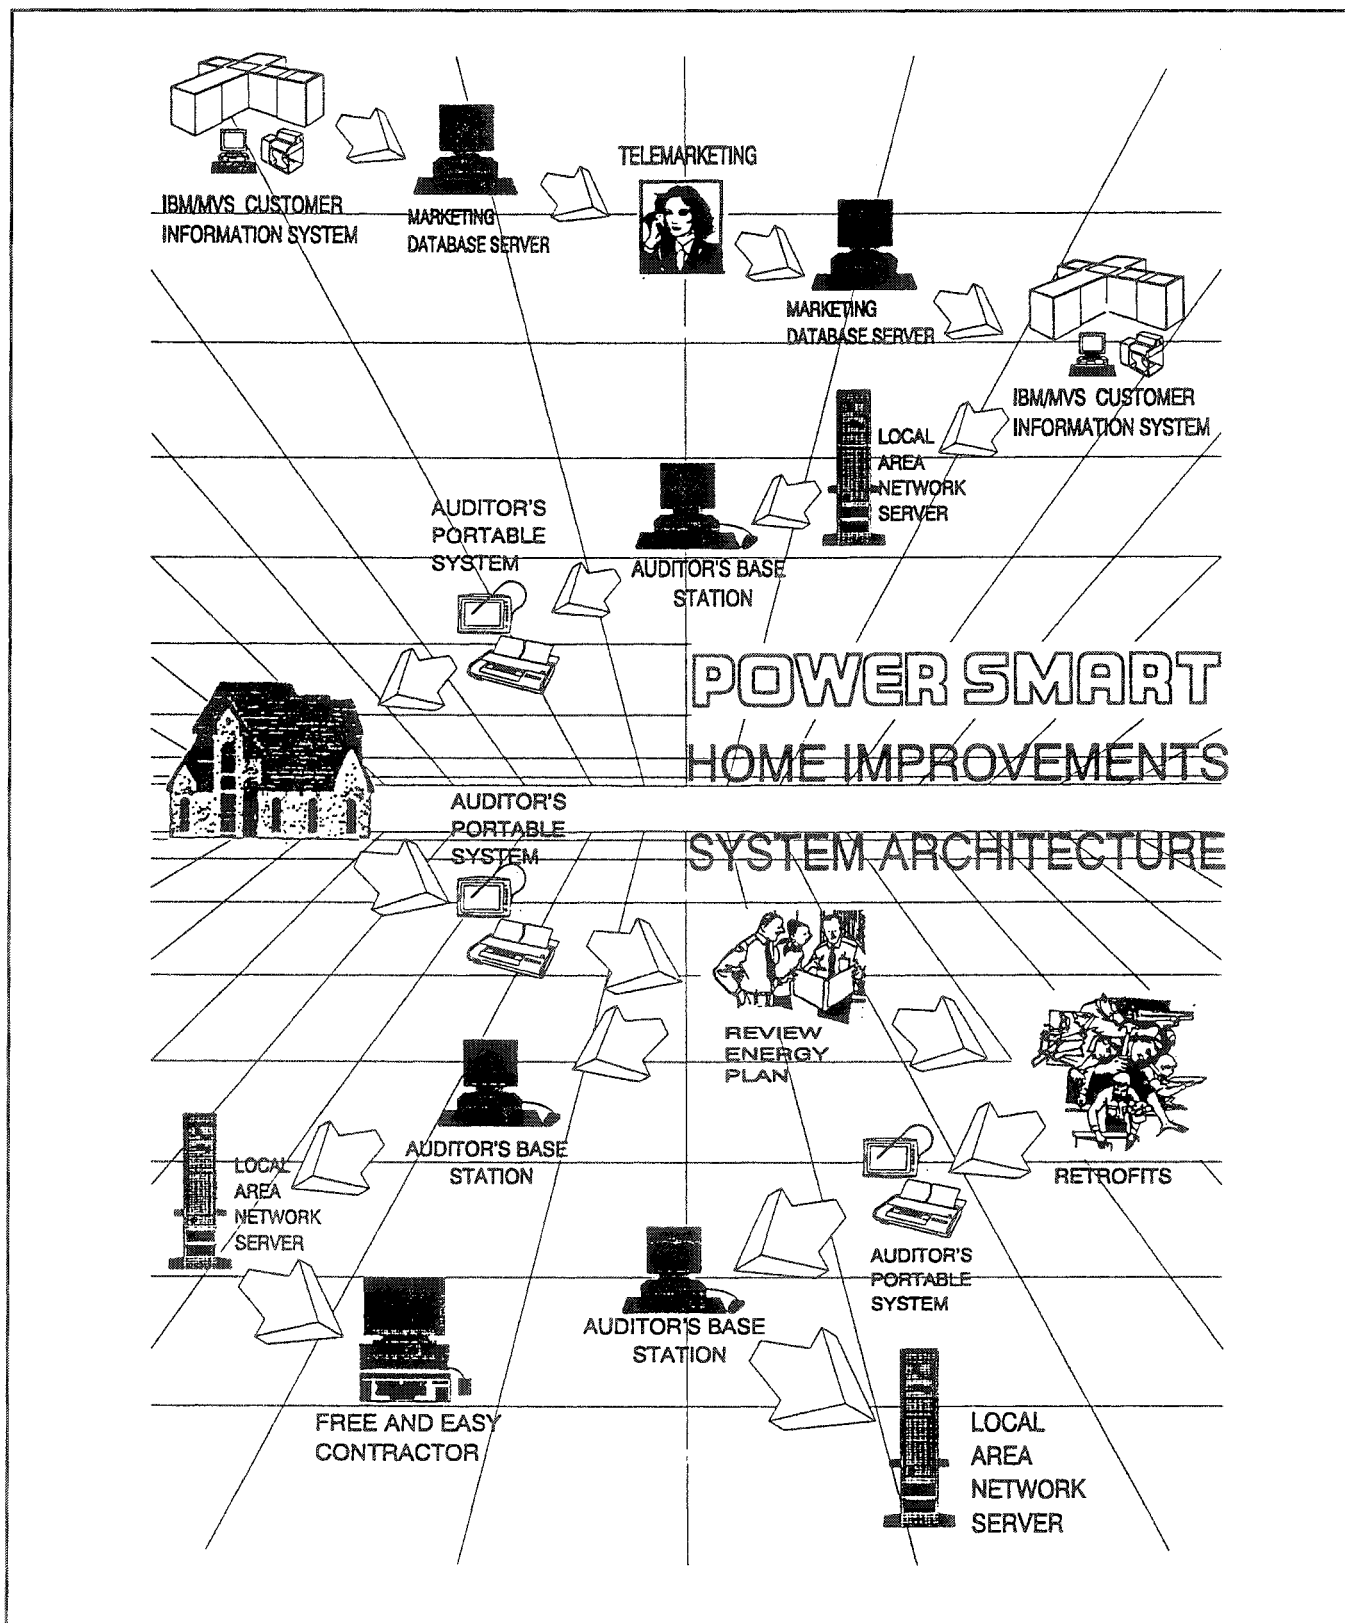 TELEMARKETING
IBM/MVS CUSTOMER
INFORMATION SYSTEM
MARKETING
DATABASE SERVER
MARKETING
DATABASE SERVER
IBM/MVS CUSTOMER
INFORMATION SYSTEM
LOCAL
AREA
NETWORK
SERVER
AUDITOR'S BASE
STATION
AUDITOR'S
PORTABLE
SYSTEM
POWER SMART
HOME IMPROVEMENTS
SYSTEM ARCHITECTURE
AUDITOR'S
PORTABLE
SYSTEM
REVIEW
ENERGY
PLAN
AUDITOR'S BASE
STATION
LOCAL
AREA
NETWORK
SERVER
RETROFITS
AUDITOR'S
PORTABLE
SYSTEM
AUDITOR'S BASE
STATION
FREE AND EASY
CONTRACTOR
LOCAL
AREA
NETWORK
SERVER